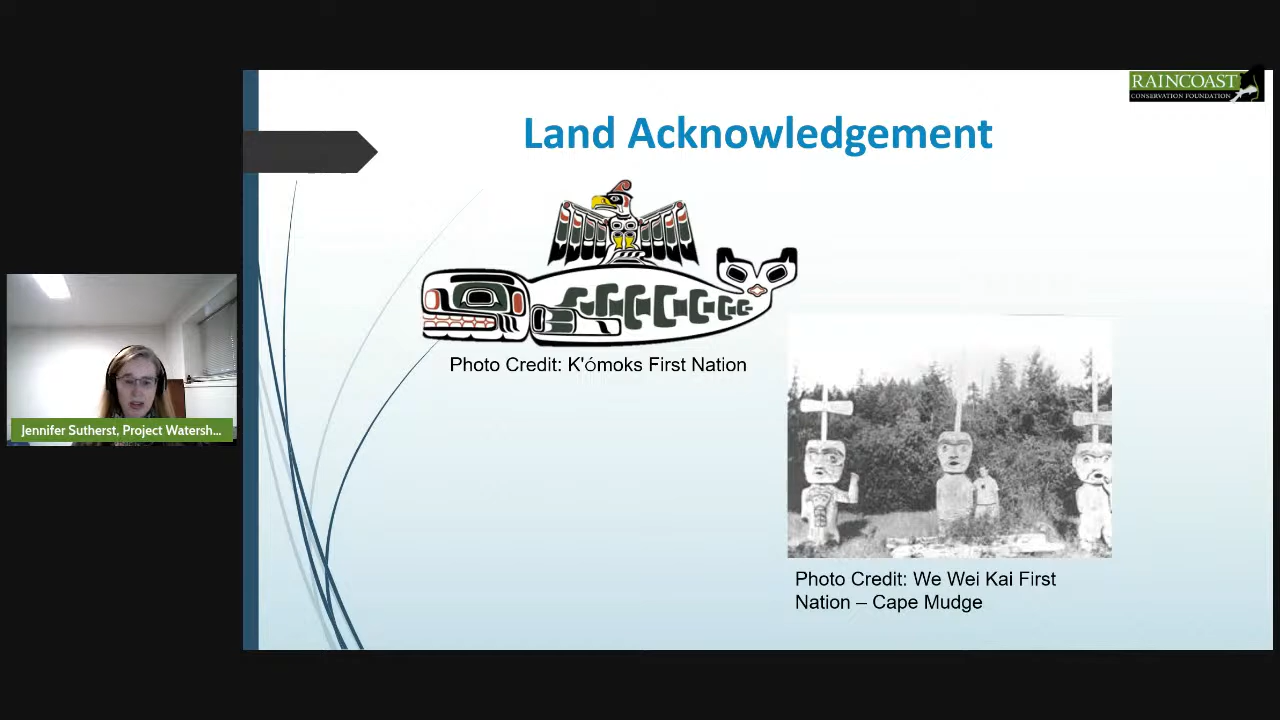 RAINCOAST
CONSERVATION FOUNDATION
Land Acknowledgement
Photo Credit: K'ómoks First Nation
Jennifer Sutherst, Project Watersh...
Photo Credit: We Wei Kai First
Nation – Cape Mudge